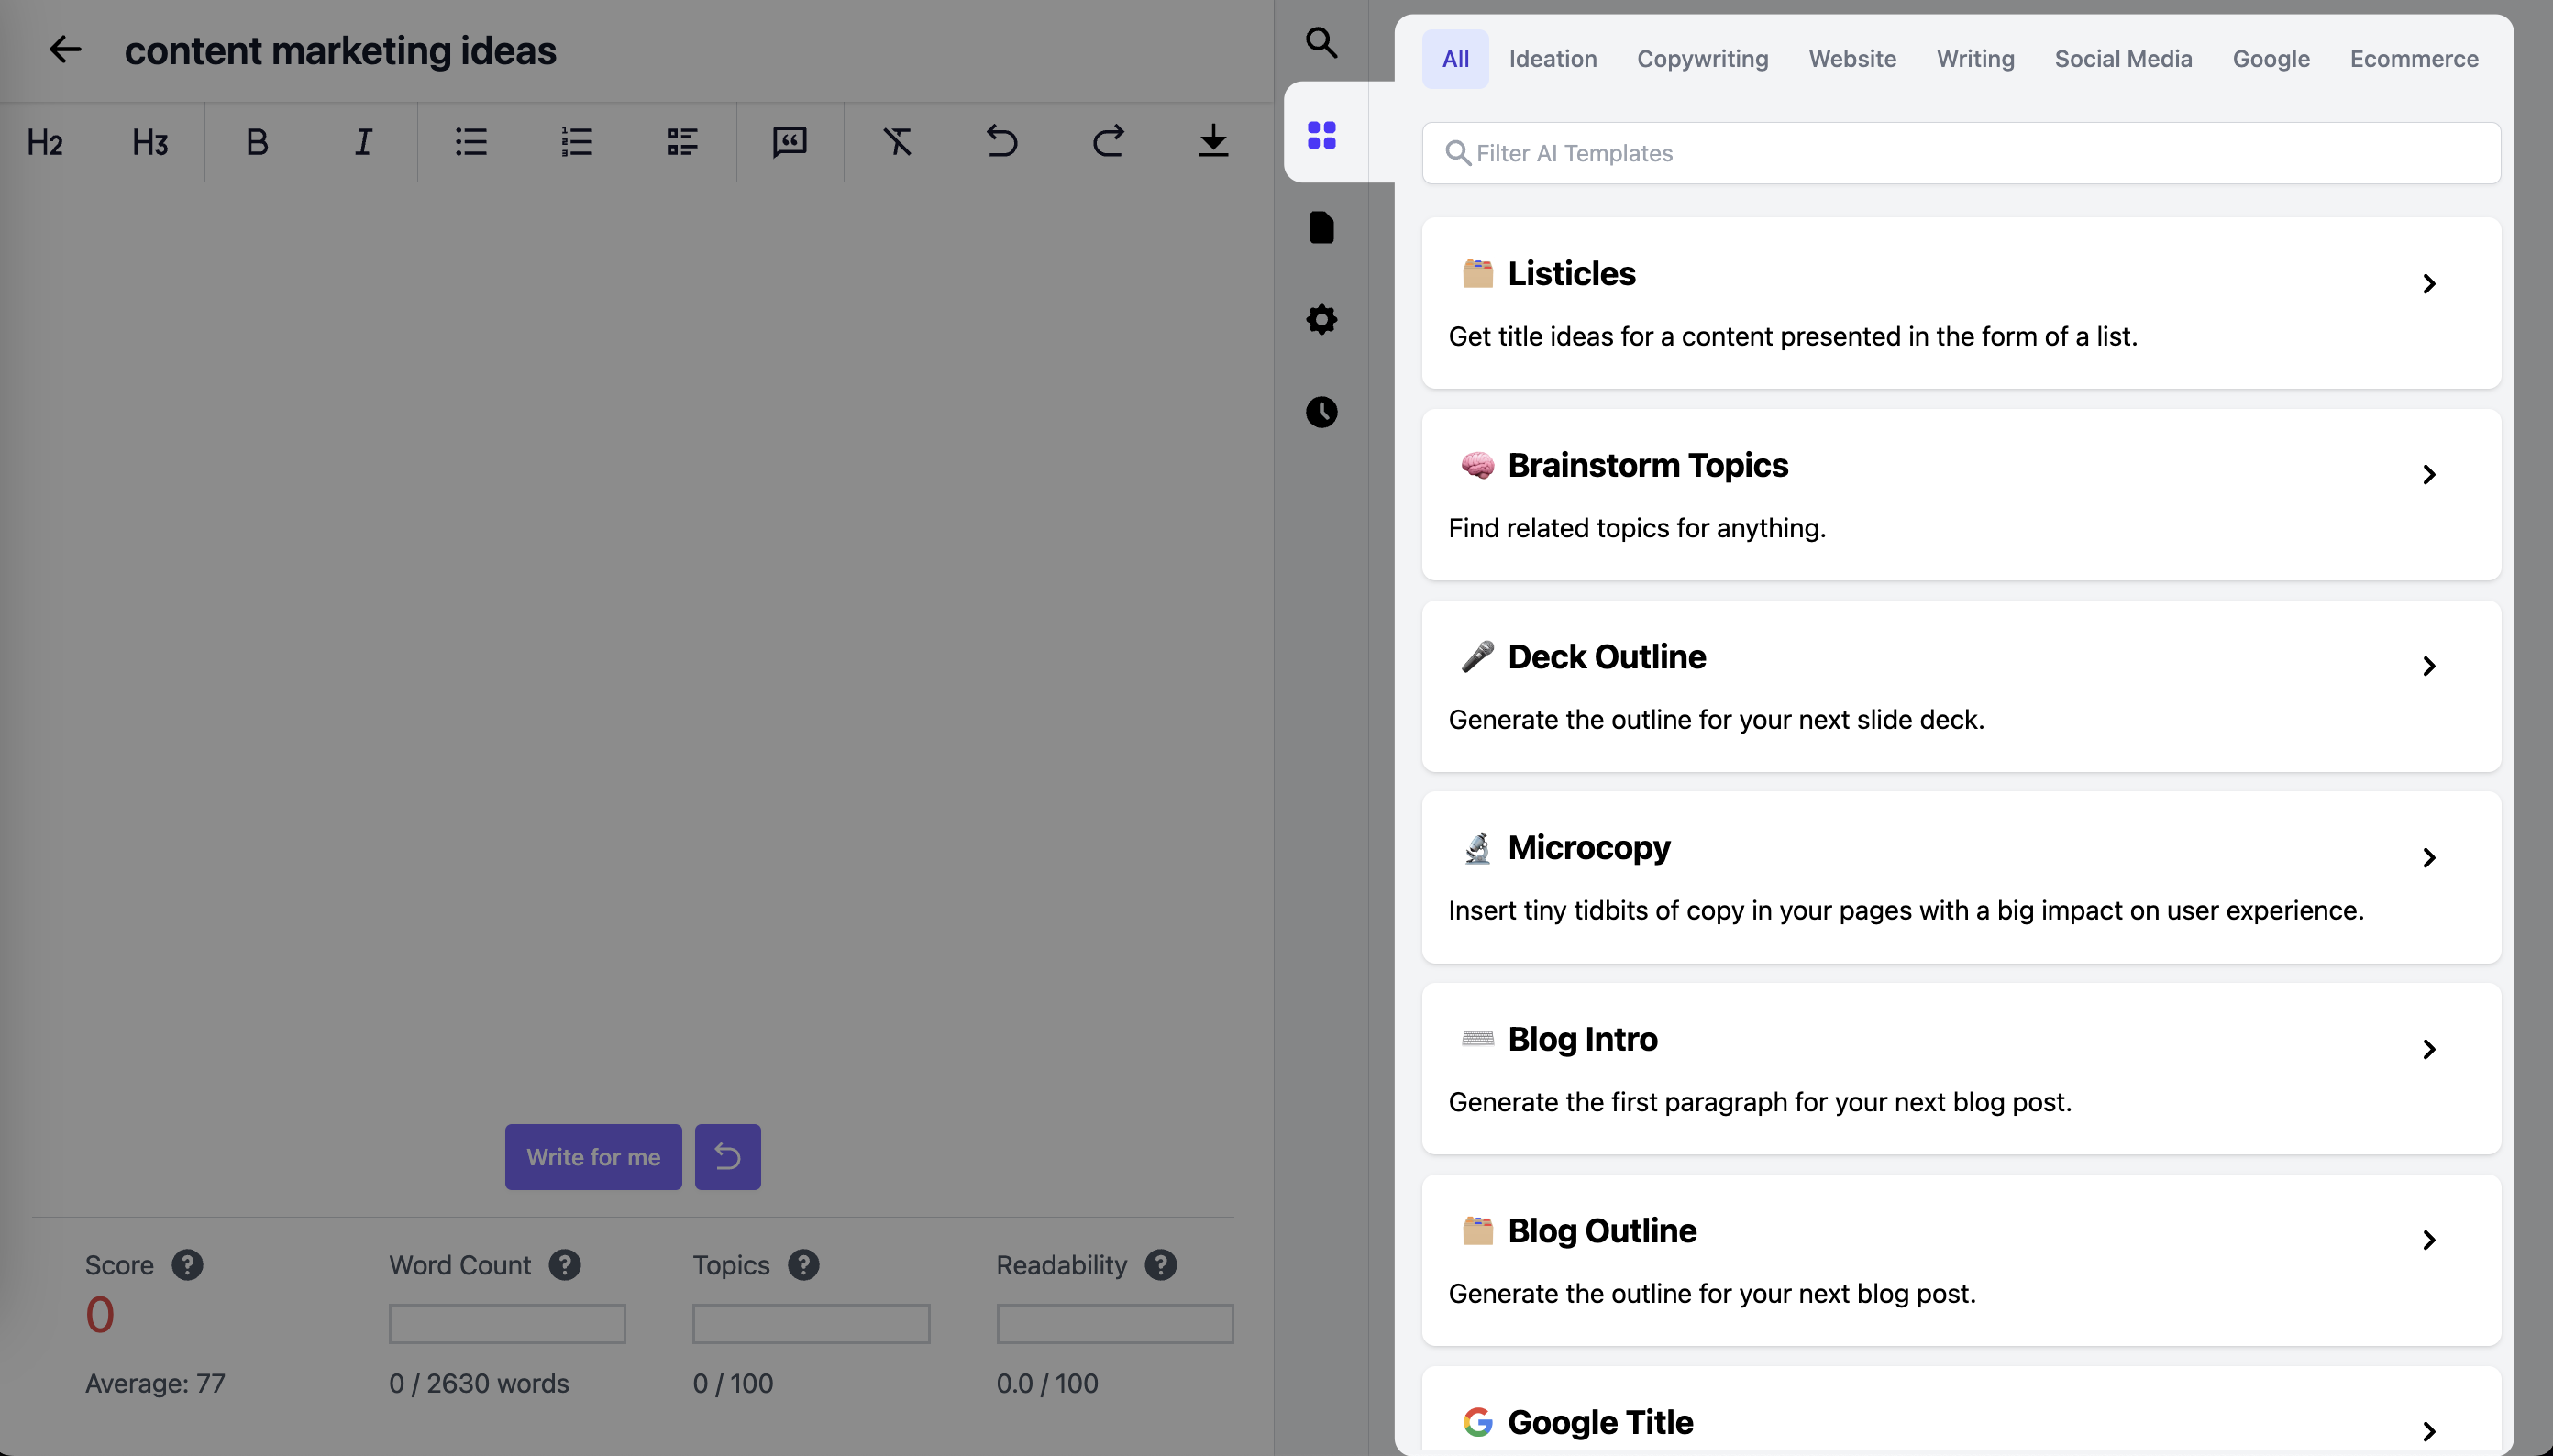 content marketing ideas
H2 H3 B I
Write for me
Score ?
0
Average: 77
Word Count ?
0 / 2630 words
Topics ?
0 / 100
Readability ?
0.0 / 100
All Ideation Copywriting Website Writing Social Media Google Ecommerce
Filter AI Templates
Listicles
Get title ideas for a content presented in the form of a list.
Brainstorm Topics
Find related topics for anything.
Deck Outline
Generate the outline for your next slide deck.
Microcopy
Insert tiny tidbits of copy in your pages with a big impact on user experience.
Blog Intro
Generate the first paragraph for your next blog post.
Blog Outline
Generate the outline for your next blog post.
Google Title